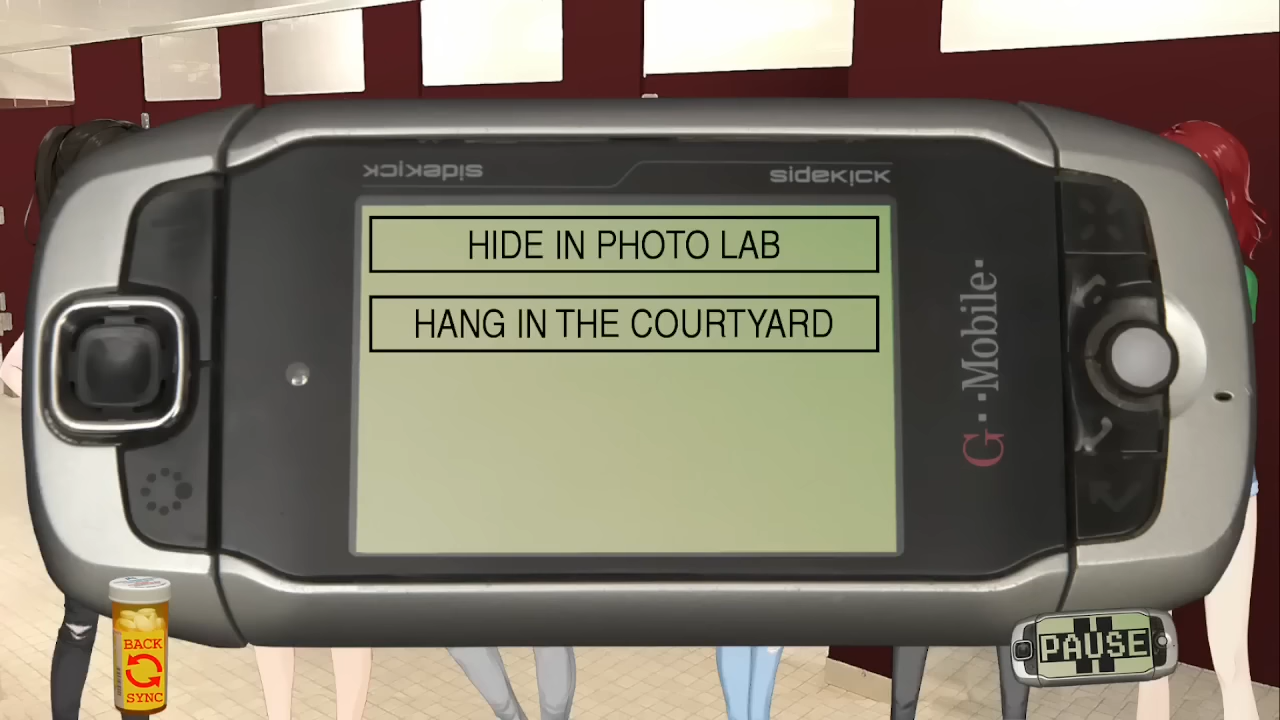 sidekick
sidekick
HIDE IN PHOTO LAB
HANG IN THE COURTYARD
G··Mobile·
BACK
SYNC
PAUSE